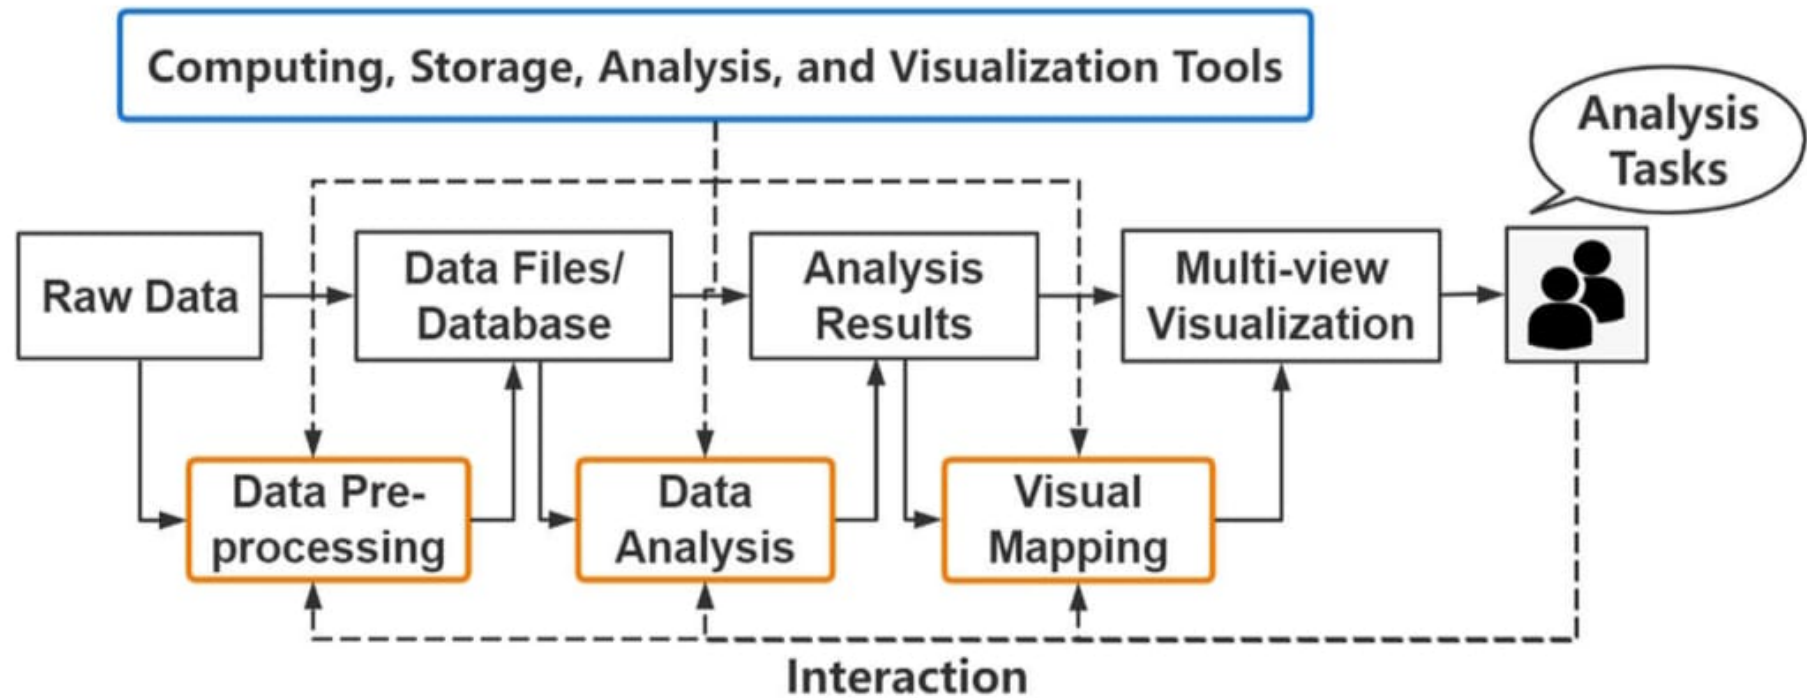 Computing, Storage, Analysis, and Visualization Tools
Analysis
Tasks
Raw Data
Data Files/
Database
Analysis
Results
Multi-view
Visualization
Data Pre-
processing
Data
Analysis
Visual
Mapping
Interaction